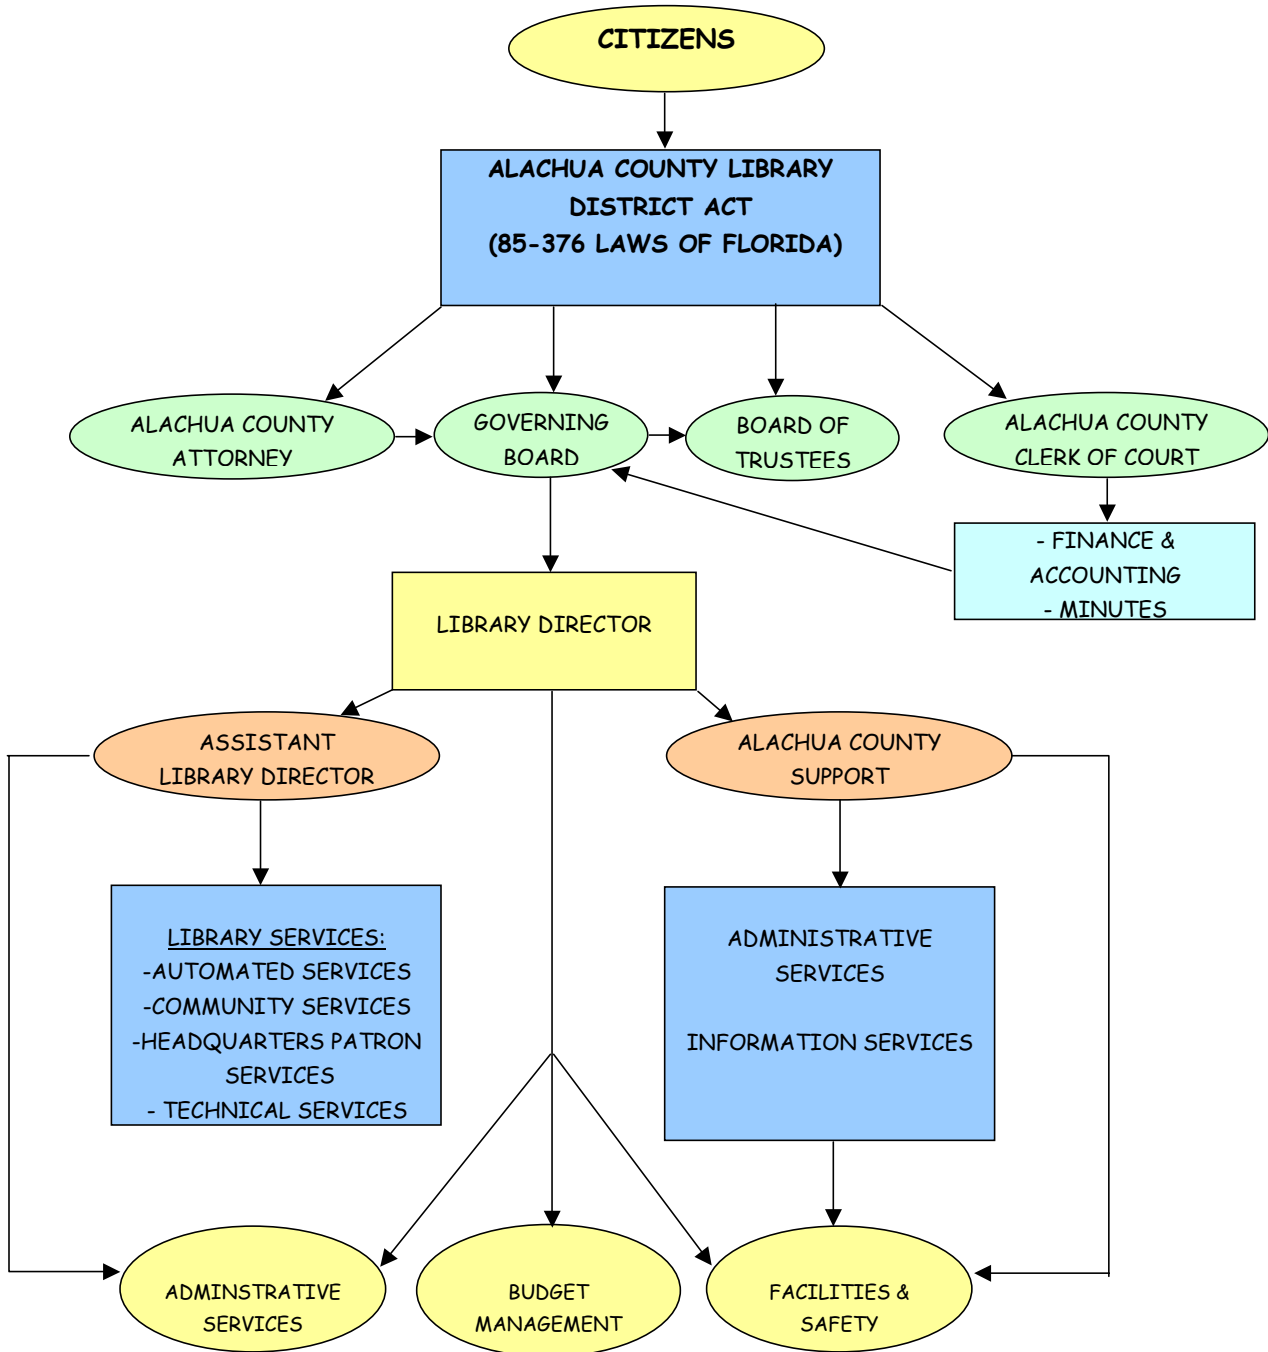 CITIZENS
ALACHUA COUNTY LIBRARY
DISTRICT ACT
(85-376 LAWS OF FLORIDA)
ALACHUA COUNTY
ATTORNEY
GOVERNING
BOARD
BOARD OF
TRUSTEES
ALACHUA COUNTY
CLERK OF COURT
- FINANCE &
ACCOUNTING
- MINUTES
LIBRARY DIRECTOR
ASSISTANT
LIBRARY DIRECTOR
ALACHUA COUNTY
SUPPORT
LIBRARY SERVICES:
-AUTOMATED SERVICES
-COMMUNITY SERVICES
-HEADQUARTERS PATRON
SERVICES
- TECHNICAL SERVICES
ADMINISTRATIVE
SERVICES
INFORMATION SERVICES
ADMINSTRATIVE
SERVICES
BUDGET
MANAGEMENT
FACILITIES &
SAFETY